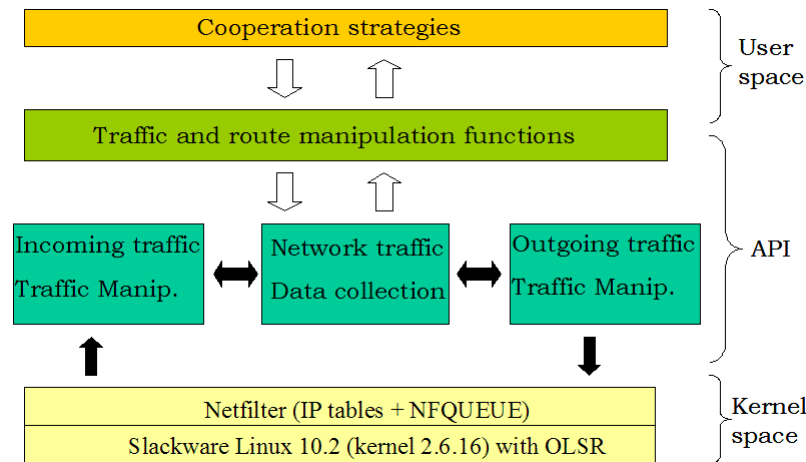 Cooperation strategies
User
space
Traffic and route manipulation functions
Incoming traffic
Traffic Manip.
Network traffic
Data collection
Outgoing traffic
Traffic Manip.
API
Netfilter (IP tables + NFQUEUE)
Slackware Linux 10.2 (kernel 2.6.16) with OLSR
Kernel
space